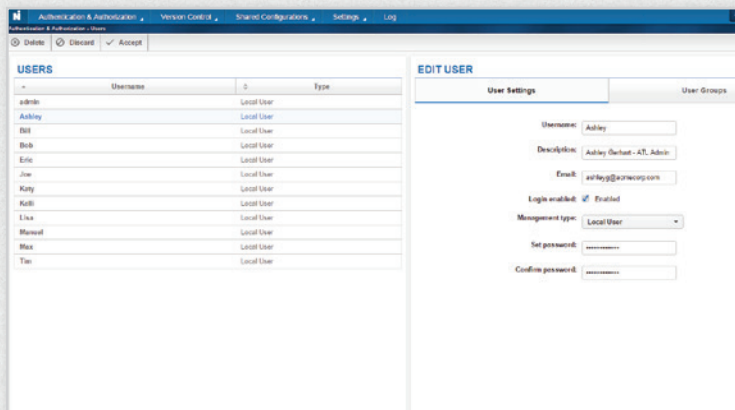 Authentication & Authorization Version Control Shared Configurations Settings Log
Authentication & Authorization > Users
Delete Discard Accept
USERS
Username Type
admin Local User
Ashley Local User
Bill Local User
Bob Local User
Eric Local User
Joe Local User
Katy Local User
Kelli Local User
Lisa Local User
Manuel Local User
Max Local User
Tim Local User
EDIT USER
User Settings User Groups
Username: Ashley
Description: Ashley Gerhart - ATL Admin
Email: ashleyg@acmecorp.com
Login enabled: Enabled
Management type: Local User
Set password: ••••••••••••
Confirm password: ••••••••••••